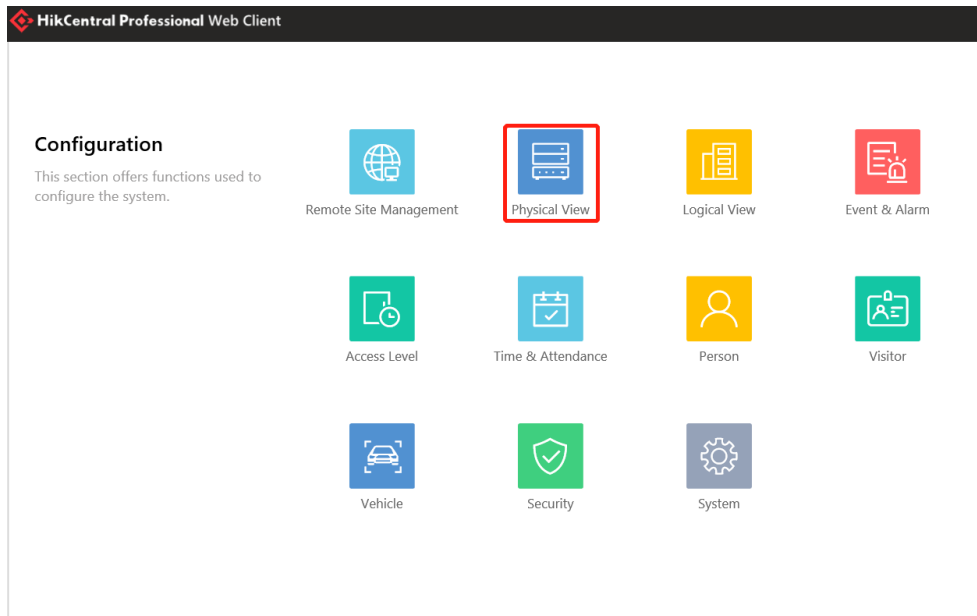 HikCentral Professional Web Client
Configuration
This section offers functions used to
configure the system.
Remote Site Management
Physical View
Logical View
Event & Alarm
Access Level
Time & Attendance
Person
Visitor
Vehicle
Security
System